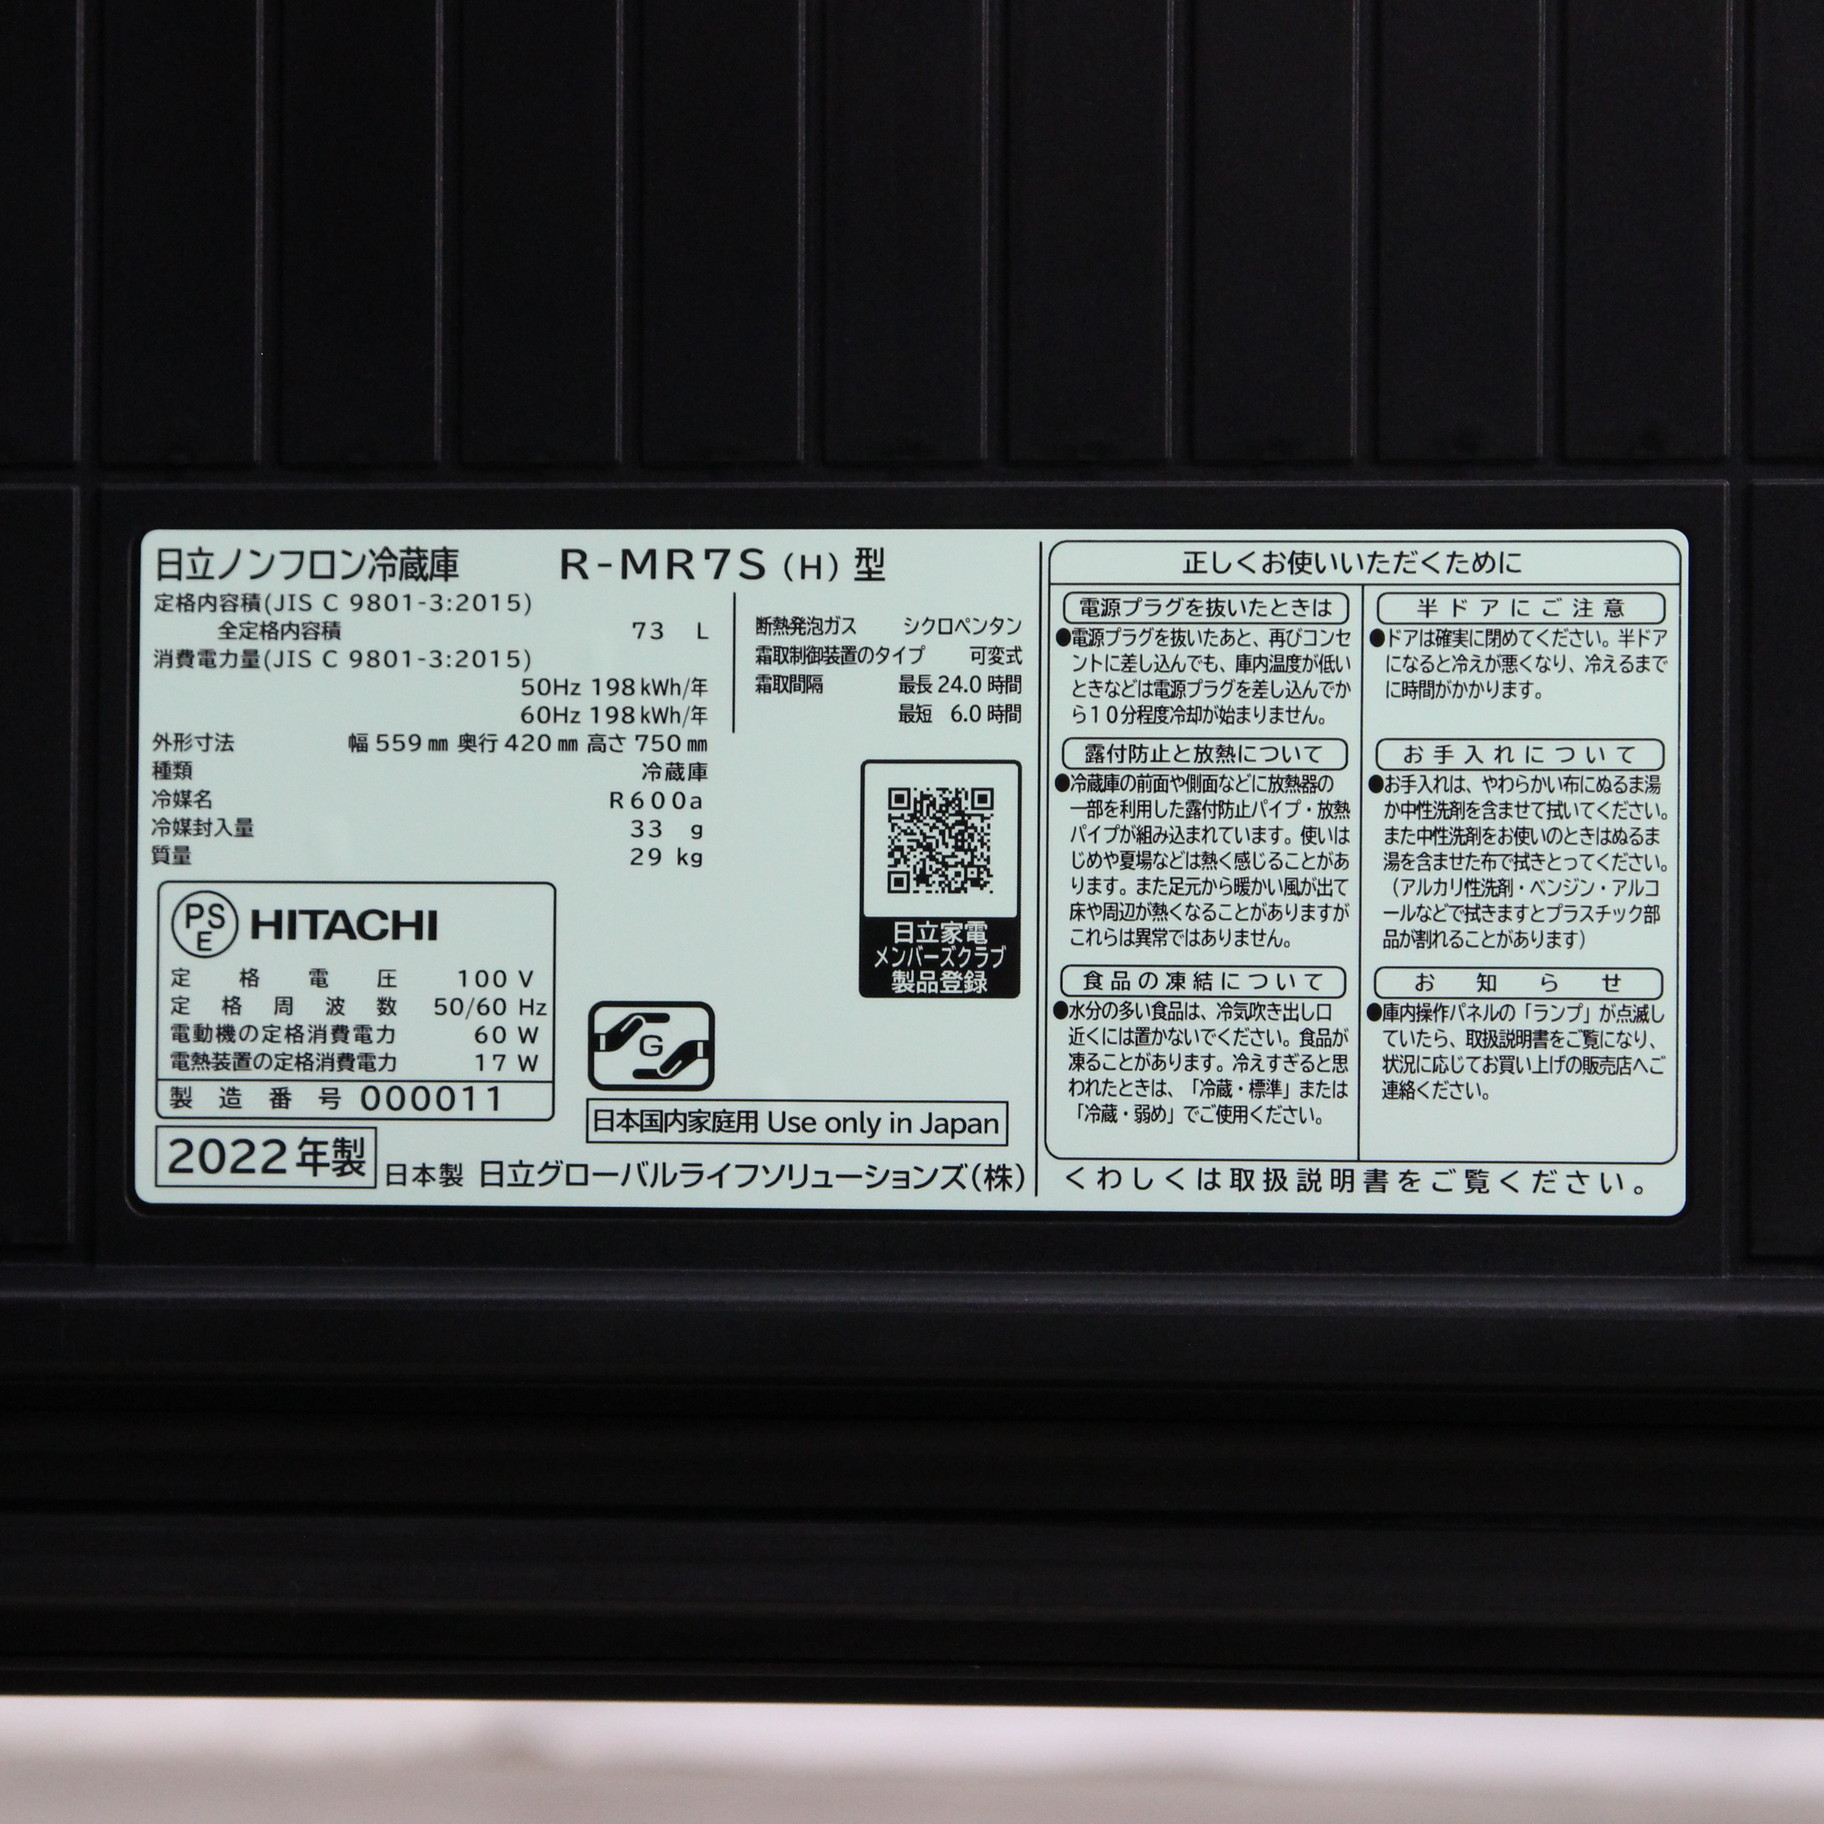 日立ノンフロン冷蔵庫 R-MR7S(H)型
定格内容積(JIS C 9801-3:2015)
全定格内容積 73 L
消費電力量(JIS C 9801-3:2015)
50Hz 198kWh/年
60Hz 198kWh/年
外形寸法 幅559㎜ 奥行420㎜ 高さ750㎜
種類 冷蔵庫
冷媒名 R600a
冷媒封入量 33 g
質量 29 kg
断熱発泡ガス シクロペンタン
霜取制御装置のタイプ 可変式
霜取間隔 最長24.0時間
最短 6.0時間
PS
E
HITACHI
定格電圧 100 V
定格周波数 50/60 Hz
電動機の定格消費電力 60 W
電熱装置の定格消費電力 17 W
製造番号 000011
2022年製
日本製 日立グローバルライフソリューションズ(株)
日立家電
メンバーズクラブ
製品登録
G
日本国内家庭用 Use only in Japan
正しくお使いいただくために
電源プラグを抜いたときは
●電源プラグを抜いたあと、再びコンセ
ントに差し込んでも、庫内温度が低い
ときなどは電源プラグを差し込んでか
ら10分程度冷却が始まりません。
露付防止と放熱について
●冷蔵庫の前面や側面などに放熱器の
一部を利用した露付防止パイプ・放熱
パイプが組み込まれています。使いは
じめや夏場などは熱く感じることがあ
ります。また足元から暖かい風が出て
床や周辺が熱くなることがありますが
これらは異常ではありません。
食品の凍結について
●水分の多い食品は、冷気吹き出し口
近くには置かないでください。食品が
凍ることがあります。冷えすぎると思
われたときは、「冷蔵・標準」または
「冷蔵・弱め」でご使用ください。
半ドアにご注意
●ドアは確実に閉めてください。半ドア
になると冷えが悪くなり、冷えるまで
に時間がかかります。
お手入れについて
●お手入れは、やわらかい布にぬるま湯
か中性洗剤を含ませて拭いてください。
また中性洗剤をお使いのときはぬるま
湯を含ませた布で拭きとってください。
(アルカリ性洗剤・ベンジン・アルコ
ールなどで拭きますとプラスチック部
品が割れることがあります)
お知らせ
●庫内操作パネルの「ランプ」が点滅し
ていたら、取扱説明書をご覧になり、
状況に応じてお買い上げの販売店へご
連絡ください。
くわしくは取扱説明書をご覧ください。